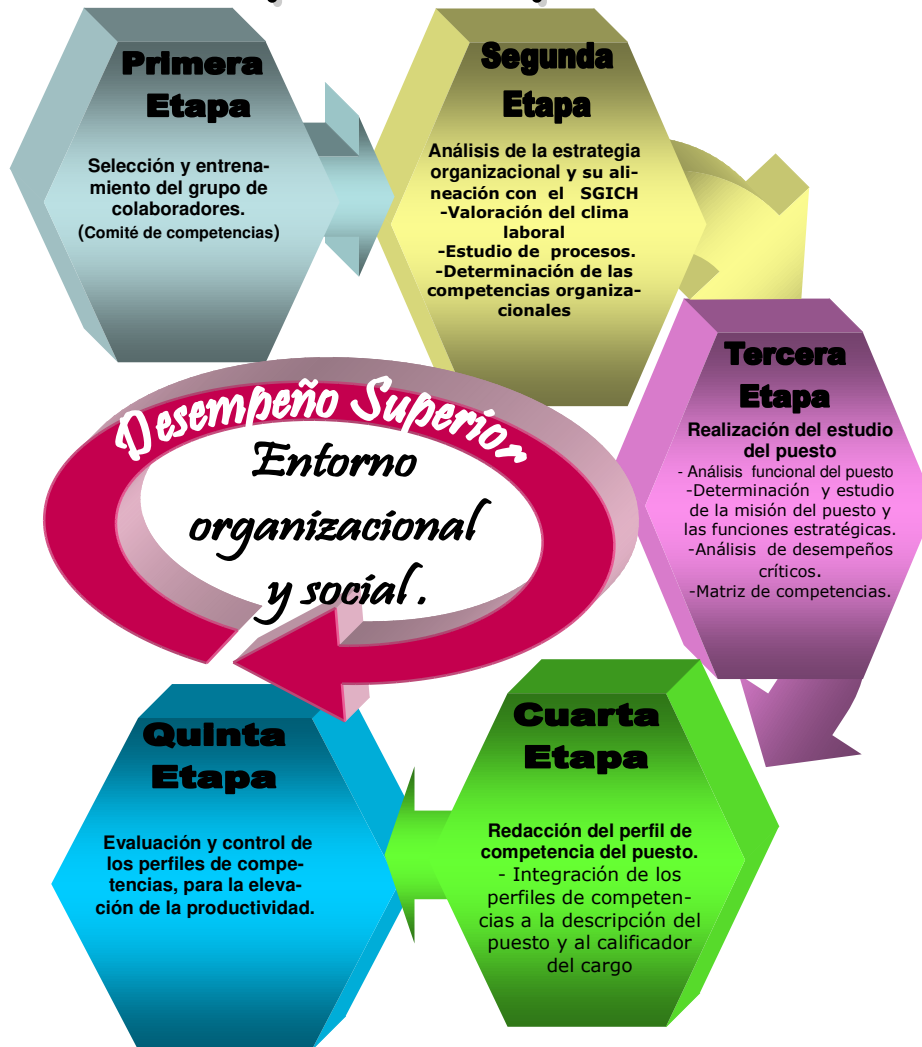 Primera
Etapa
Selección y entrena-
miento del grupo de
colaboradores.
(Comité de competencias)
Segunda
Etapa
Análisis de la estrategia
organizacional y su ali-
neación con el SGICH
-Valoración del clima
laboral
-Estudio de procesos.
-Determinación de las
competencias organiza-
cionales
Tercera
Etapa
Realización del estudio
del puesto
- Análisis funcional del puesto
-Determinación y estudio
de la misión del puesto y
las funciones estratégicas.
-Análisis de desempeños
críticos.
-Matriz de competencias.
Desempeño Superior
Entorno
organizacional
y social.
Cuarta
Etapa
Redacción del perfil de
competencia del puesto.
- Integración de los
perfiles de competen-
cias a la descripción del
puesto y al calificador
del cargo
Quinta
Etapa
Evaluación y control de
los perfiles de compe-
tencias, para la eleva-
ción de la productividad.